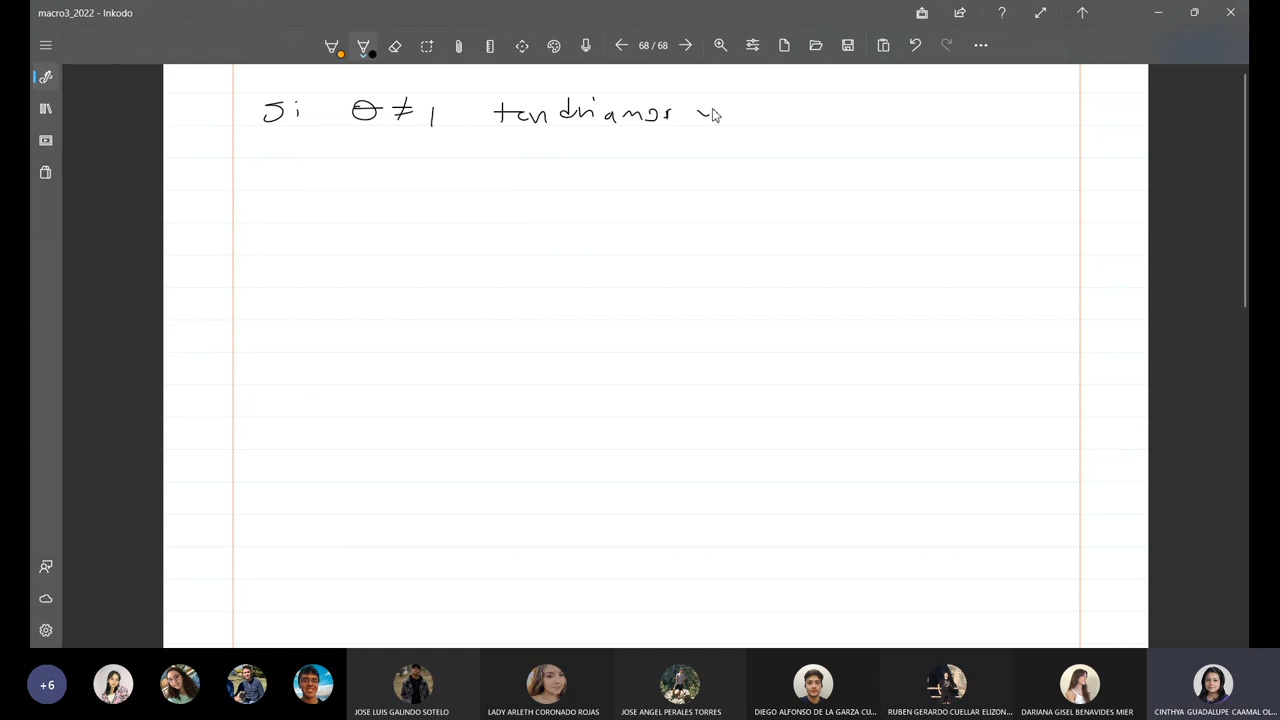 macro3_2022 - Inkodo
68 / 68
Si θ ≠ 1 tendriamos
+6
JOSE LUIS GALINDO SOTELO
LADY ARLETH CORONADO ROJAS
JOSE ANGEL PERALES TORRES
DIEGO ALFONSO DE LA GARZA CU...
RUBEN GERARDO CUELLAR ELIZON...
DARIANA GISEL BENAVIDES MIER
CINTHYA GUADALUPE CAAMAL OL...